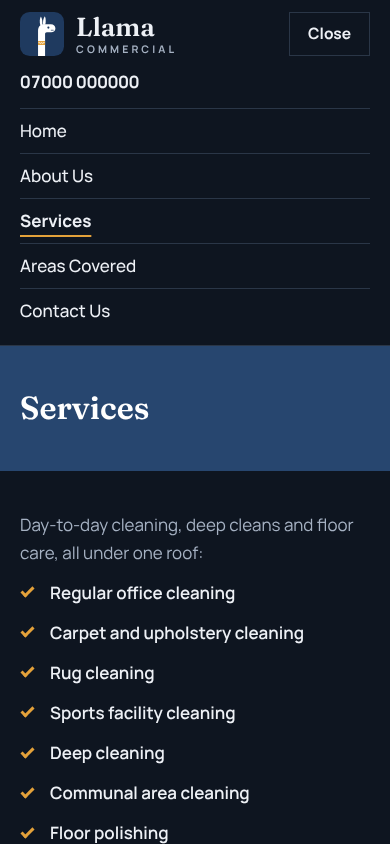 Llama
COMMERCIAL
Close
07000 000000
Home
About Us
Services
Areas Covered
Contact Us
Services
Day-to-day cleaning, deep cleans and floor
care, all under one roof:
Regular office cleaning
Carpet and upholstery cleaning
Rug cleaning
Sports facility cleaning
Deep cleaning
Communal area cleaning
Floor polishing